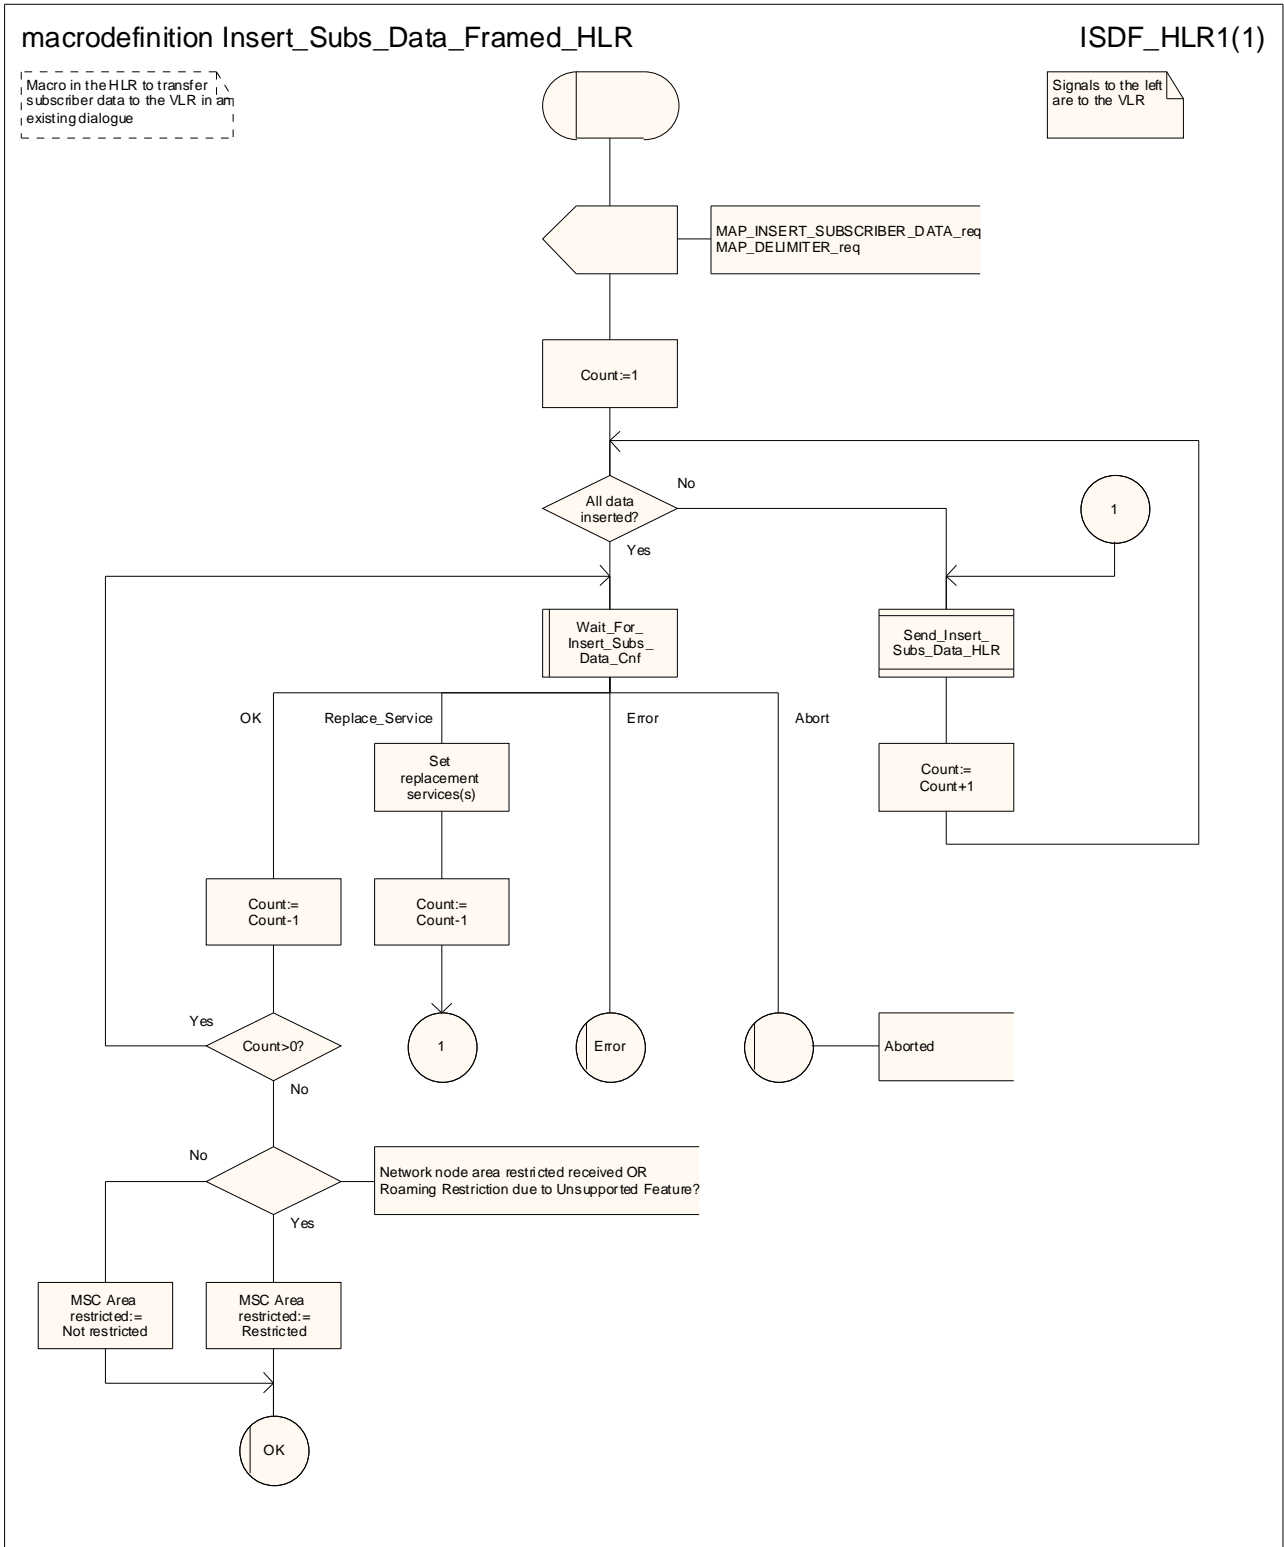 macrodefinition Insert_Subs_Data_Framed_HLR
ISDF_HLR1(1)
Macro in the HLR to transfer
subscriber data to the VLR in an
existing dialogue
Signals to the left
are to the VLR
MAP_INSERT_SUBSCRIBER_DATA_req
MAP_DELIMITER_req
Count:=1
No
All data
inserted?
1
Yes
Wait_For_
Insert_Subs_
Data_Cnf
Send_Insert_
Subs_Data_HLR
OK
Replace_Service
Error
Abort
Set
replacement
services(s)
Count:=
Count+1
Count:=
Count-1
Count:=
Count-1
Yes
Count>0?
1
Error
Aborted
No
No
Network node area restricted received OR
Roaming Restriction due to Unsupported Feature?
Yes
MSC Area
restricted:=
Not restricted
MSC Area
restricted:=
Restricted
OK